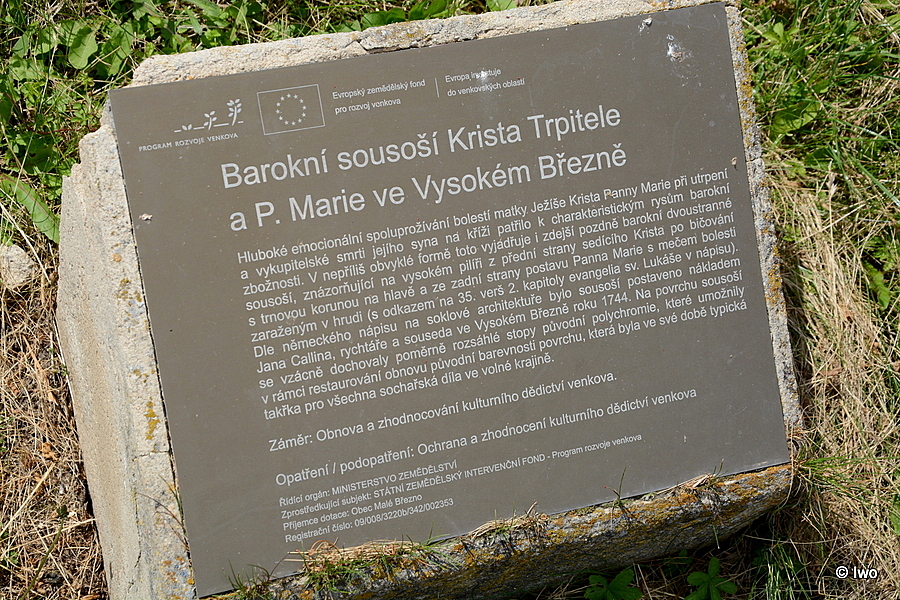 PROGRAM ROZVOJE VENKOVA
Evropský zemědělský fond
pro rozvoj venkova
Evropa investuje
do venkovských oblastí
Barokní sousoší Krista Trpitele
a P. Marie ve Vysokém Březně
Hluboké emocionální spoluprožívání bolestí matky Ježíše Krista Panny Marie při utrpení
a vykupitelské smrti jejího syna na kříži patřilo k charakteristickým rysům barokní
zbožnosti. V nepříliš obvyklé formě toto vyjádřuje i zdejší pozdně barokní dvoustranné
sousoší, znázorňující na vysokém pilíři z přední strany sedícího Krista po bičování
s trnovou korunou na hlavě a ze zadní strany postavu Panna Marie s mečem bolesti
zaraženým v hrudi (s odkazem na 35. verš 2. kapitoly evangelia sv. Lukáše v nápisu).
Dle německého nápisu na soklové architektuře bylo sousoší postaveno nákladem
Jana Callina, rychtáře a souseda ve Vysokém Březně roku 1744. Na povrchu sousoší
se vzácně dochovaly poměrně rozsáhlé stopy původní polychromie, které umožnily
v rámci restaurování obnovu původní barevnosti povrchu, která byla ve své době typická
takřka pro všechna sochařská díla ve volné krajině.
Záměr: Obnova a zhodnocování kulturního dědictví venkova.
Opatření / podopatření: Ochrana a zhodnocení kulturního dědictví venkova
Řídící orgán: MINISTERSTVO ZEMĚDĚLSTVÍ
Zprostředkující subjekt: STÁTNÍ ZEMĚDĚLSKÝ INTERVENČNÍ FOND - Program rozvoje venkova
Příjemce dotace: Obec Malé Březno
Registrační číslo: 09/008/3220b/342/002353
© Iwo